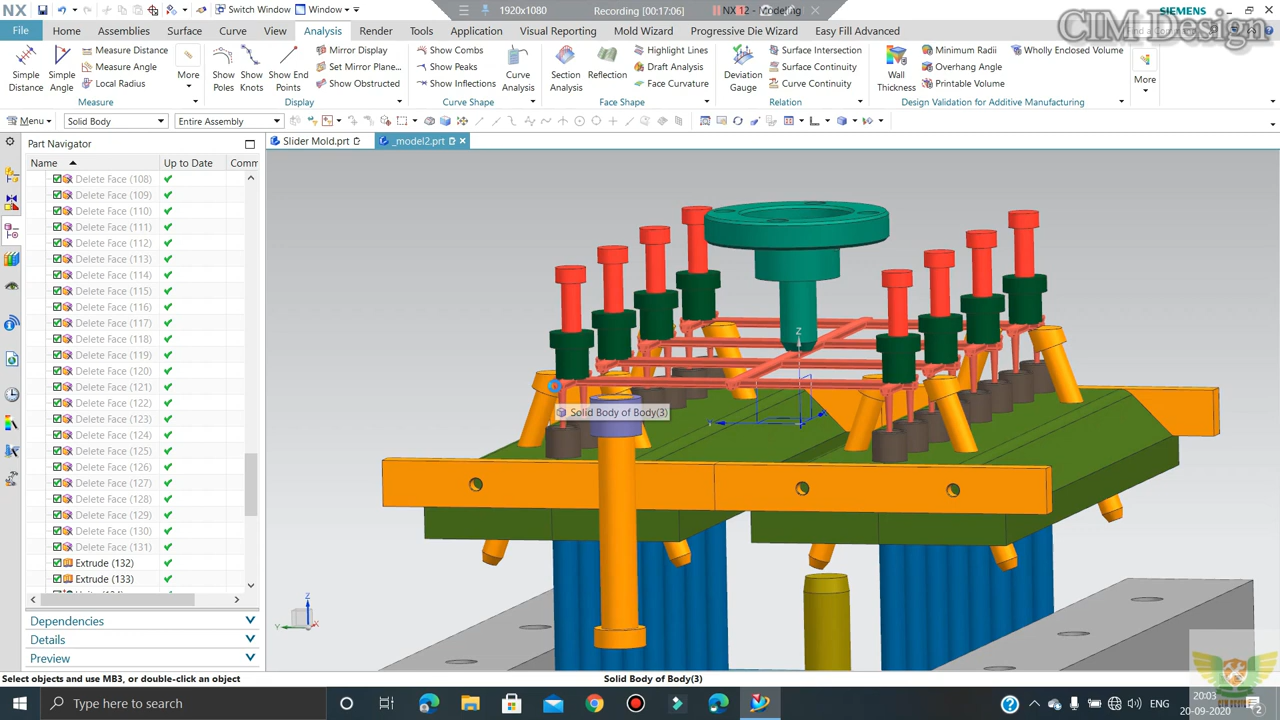 NX
Switch Window
Window
1920x1080
Recording [00:17:06]
NX 12 - Modeling
SIEMENS
CIM Design
File
Home
Assemblies
Surface
Curve
View
Analysis
Render
Tools
Application
Visual Reporting
Mold Wizard
Progressive Die Wizard
Easy Fill Advanced
Simple Distance
Simple Angle
Measure Distance
Measure Angle
Local Radius
More
Measure
Show Poles
Show Knots
Show End Points
Mirror Display
Set Mirror Plane...
Show Obstructed
Display
Show Combs
Show Peaks
Show Inflections
Curve Analysis
Curve Shape
Section Analysis
Reflection
Highlight Lines
Draft Analysis
Face Curvature
Face Shape
Deviation Gauge
Surface Intersection
Surface Continuity
Curve Continuity
Relation
Wall Thickness
Minimum Radii
Overhang Angle
Printable Volume
Wholly Enclosed Volume
Design Validation for Additive Manufacturing
More
Menu
Solid Body
Entire Assembly
Part Navigator
Slider Mold.prt
_model2.prt
Name
Up to Date
Comm
Delete Face (108)
Delete Face (109)
Delete Face (110)
Delete Face (111)
Delete Face (112)
Delete Face (113)
Delete Face (114)
Delete Face (115)
Delete Face (116)
Delete Face (117)
Delete Face (118)
Delete Face (119)
Delete Face (120)
Delete Face (121)
Delete Face (122)
Delete Face (123)
Delete Face (124)
Delete Face (125)
Delete Face (126)
Delete Face (127)
Delete Face (128)
Delete Face (129)
Delete Face (130)
Delete Face (131)
Extrude (132)
Extrude (133)
Dependencies
Details
Preview
Solid Body of Body(3)
Z
Z
Y
X
Select objects and use MB3, or double-click an object
Solid Body of Body(3)
Type here to search
ENG
20:03
20-09-2020
2